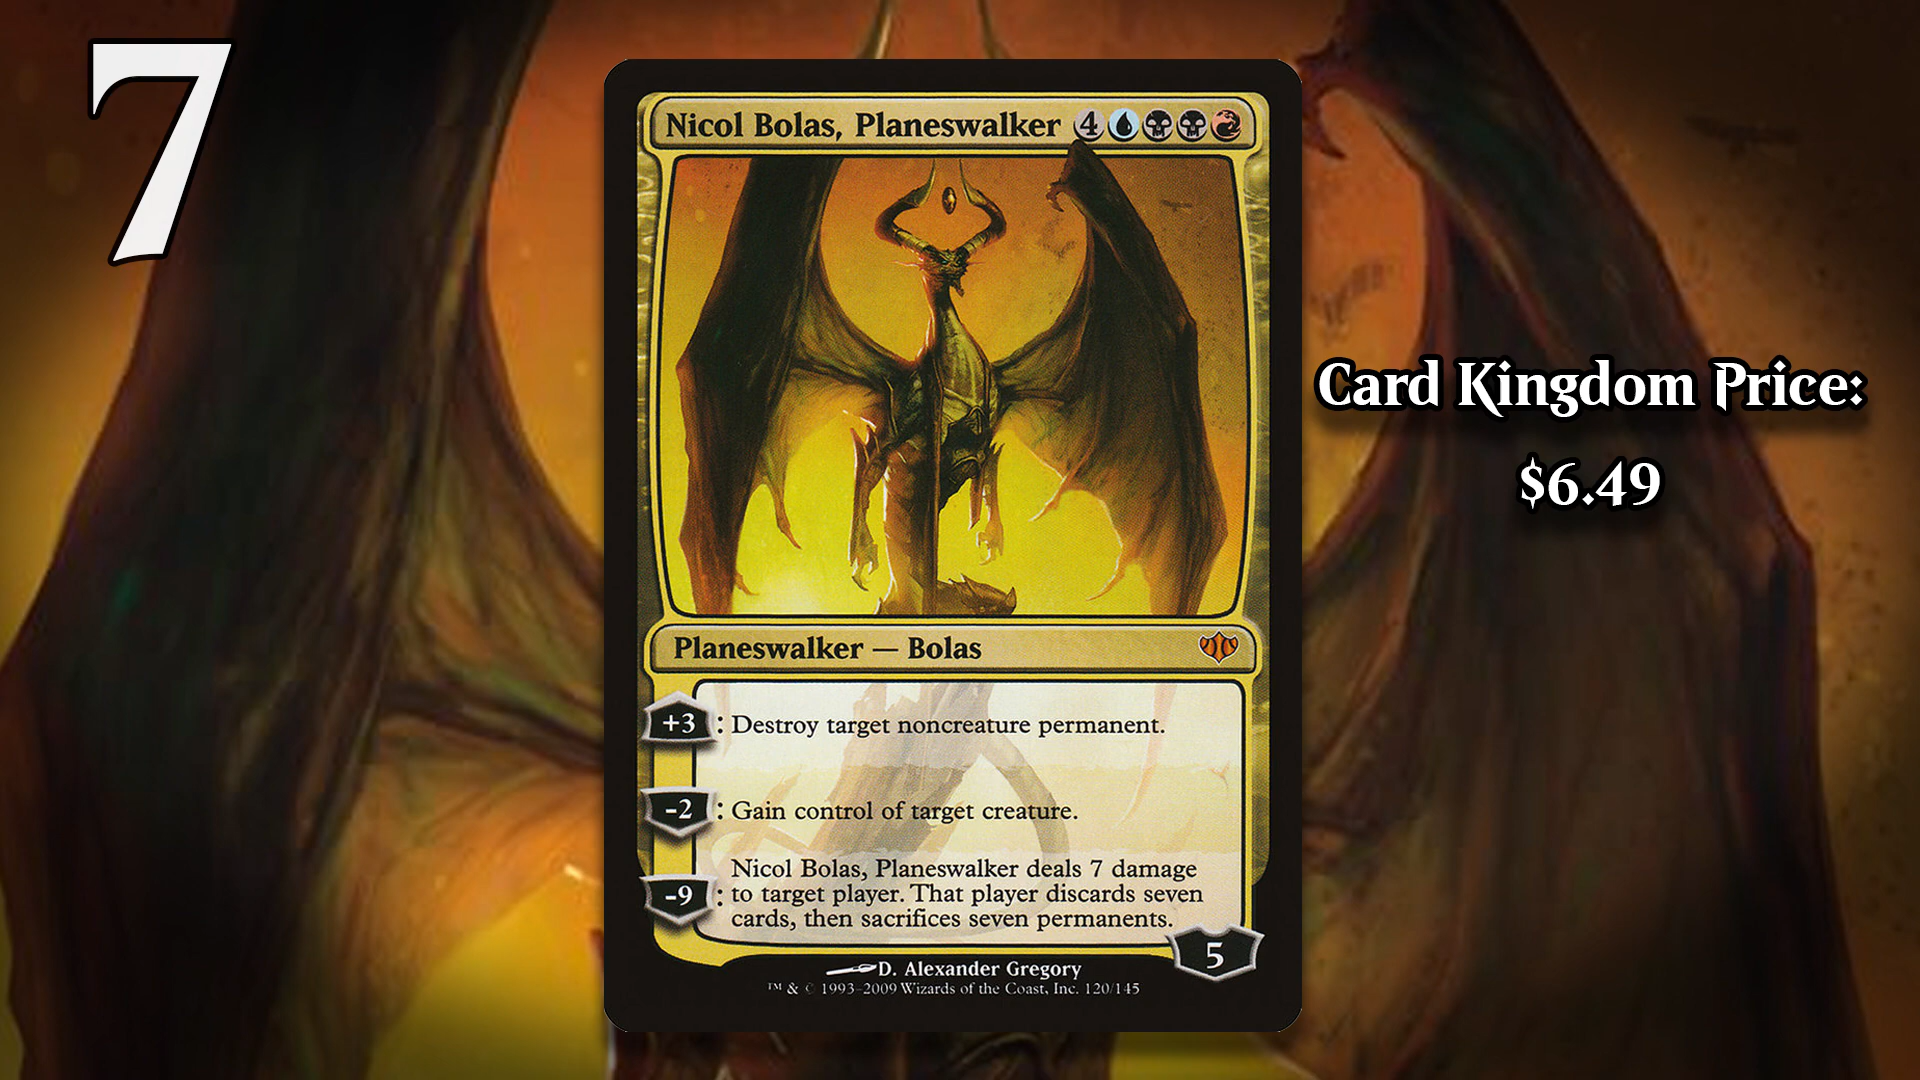 7
Nicol Bolas, Planeswalker 4
Card Kingdom Price:
$6.49
Planeswalker — Bolas
+3 : Destroy target noncreature permanent.
-2 : Gain control of target creature.
-9 : Nicol Bolas, Planeswalker deals 7 damage
to target player. That player discards seven
cards, then sacrifices seven permanents.
5
D. Alexander Gregory
™ & © 1993–2009 Wizards of the Coast, Inc. 120/145